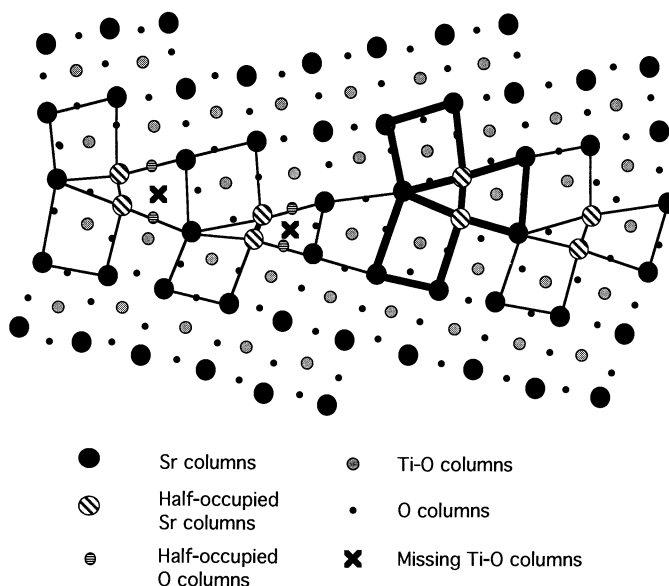 Sr columns
Ti-O columns
Half-occupied
Sr columns
O columns
Half-occupied
O columns
Missing Ti-O columns